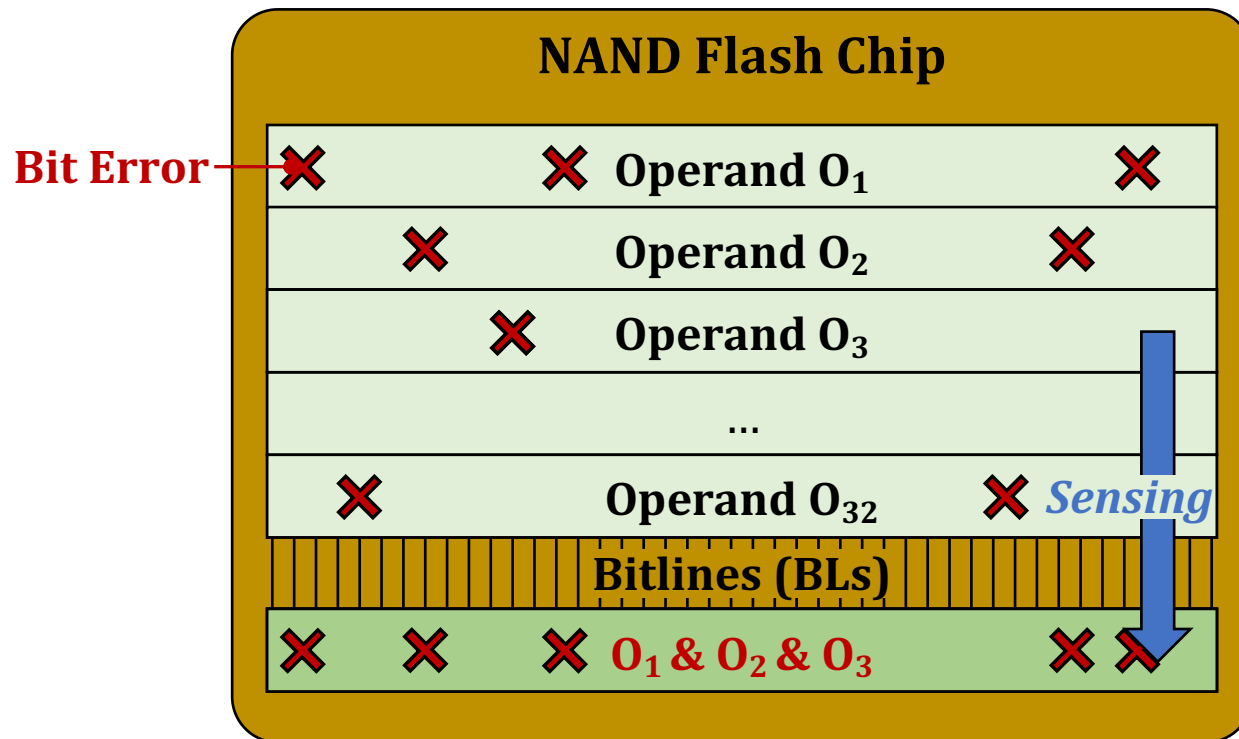 NAND Flash Chip
Bit Error
Operand O₁
Operand O₂
Operand O₃
...
Operand O₃₂
Sensing
Bitlines (BLs)
O₁ & O₂ & O₃